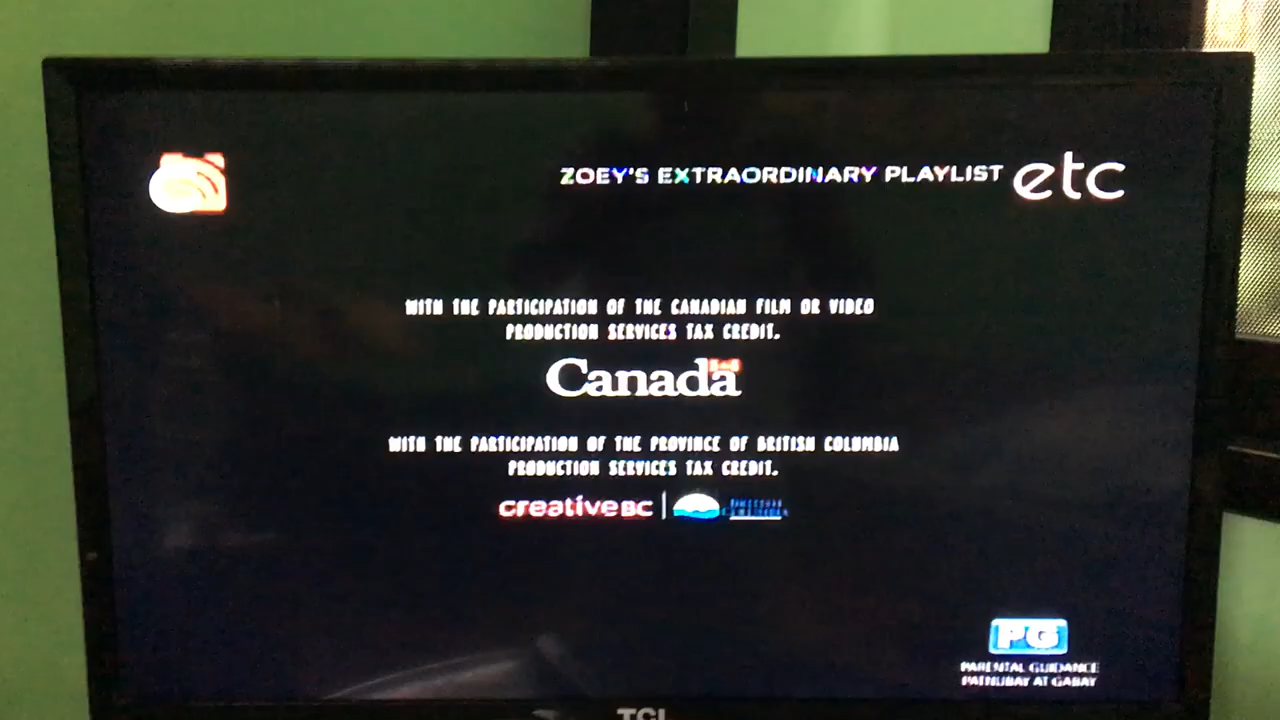 ZOEY'S EXTRAORDINARY PLAYLIST etc
WITH THE PARTICIPATION OF THE CANADIAN FILM OR VIDEO
PRODUCTION SERVICES TAX CREDIT.
Canada
WITH THE PARTICIPATION OF THE PROVINCE OF BRITISH COLUMBIA
PRODUCTION SERVICES TAX CREDIT.
creativeBC | BRITISH
COLUMBIA
PG
PARENTAL GUIDANCE
PATNUBAY AT GABAY
TCL